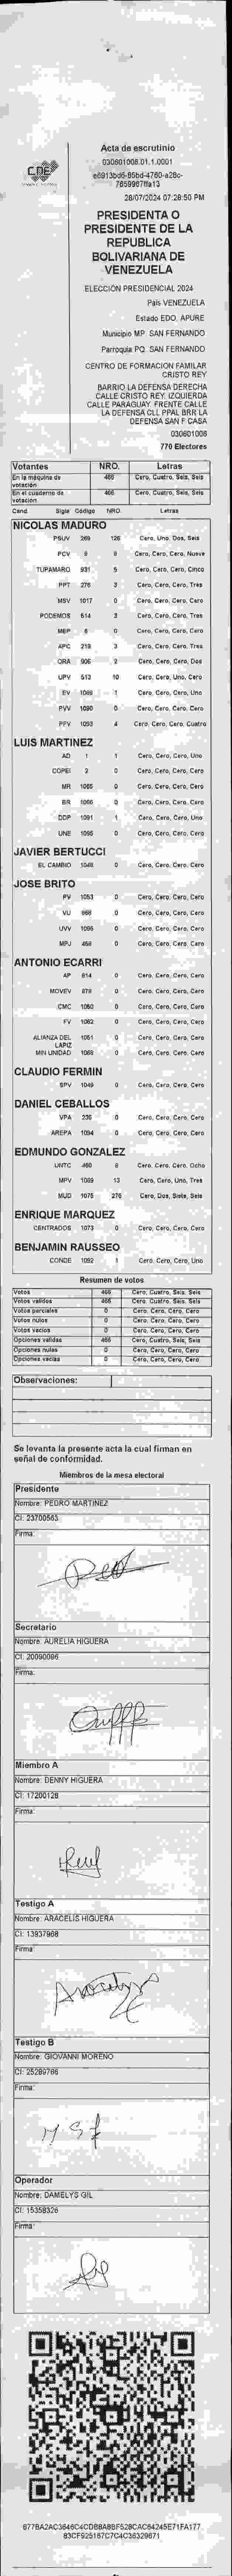 CDE
Acta de escrutinio
030601006.01.1.0001
28/07/2024 07:28:50 PM
PRESIDENTA O
PRESIDENTE DE LA
REPUBLICA
BOLIVARIANA DE
VENEZUELA
ELECCIÓN PRESIDENCIAL 2024
País VENEZUELA
Estado EDO. APURE
Municipio MP. SAN FERNANDO
Parroquia PQ. SAN FERNANDO
CENTRO DE FORMACION FAMILAR
CRISTO REY
BARRIO LA DEFENSA DERECHA
CALLE CRISTO REY. IZQUIERDA
CALLE PARAGUAY. FRENTE CALLE
LA DEFENSA CLL PPAL BRR LA
DEFENSA SAN F CASA
030601006
770 Electores
Votantes NRO. Letras
En la máquina de votación 466 Cero, Cuatro, Seis, Seis
En el cuaderno de votación 466 Cero, Cuatro, Seis, Seis
Cand. Sigla Código NRO. Letras
NICOLAS MADURO
PSUV 269 126 Cero, Uno, Dos, Seis
PCV 9 9 Cero, Cero, Cero, Nueve
TUPAMARO 931 5 Cero, Cero, Cero, Cinco
PPT 276 3 Cero, Cero, Cero, Tres
MSV 1017 0 Cero, Cero, Cero, Cero
PODEMOS 514 3 Cero, Cero, Cero, Tres
MEP 6 0 Cero, Cero, Cero, Cero
APC 219 3 Cero, Cero, Cero, Tres
ORA 906 2 Cero, Cero, Cero, Dos
UPV 513 10 Cero, Cero, Uno, Cero
EV 1089 1 Cero, Cero, Cero, Uno
PVV 1090 0 Cero, Cero, Cero, Cero
PFV 1093 4 Cero, Cero, Cero, Cuatro
LUIS MARTINEZ
AD 1 1 Cero, Cero, Cero, Uno
COPEI 2 0 Cero, Cero, Cero, Cero
MR 1065 0 Cero, Cero, Cero, Cero
BR 1066 0 Cero, Cero, Cero, Cero
DDP 1091 1 Cero, Cero, Cero, Uno
UNE 1095 0 Cero, Cero, Cero, Cero
JAVIER BERTUCCI
EL CAMBIO 1048 0 Cero, Cero, Cero, Cero
JOSE BRITO
PV 1053 0 Cero, Cero, Cero, Cero
VU 868 0 Cero, Cero, Cero, Cero
UVV 1096 0 Cero, Cero, Cero, Cero
MPJ 458 0 Cero, Cero, Cero, Cero
ANTONIO ECARRI
AP 814 0 Cero, Cero, Cero, Cero
MOVEV 878 0 Cero, Cero, Cero, Cero
CMC 1050 0 Cero, Cero, Cero, Cero
FV 1062 0 Cero, Cero, Cero, Cero
ALIANZA DEL LAPIZ 1051 0 Cero, Cero, Cero, Cero
MIN UNIDAD 1068 0 Cero, Cero, Cero, Cero
CLAUDIO FERMIN
SPV 1049 0 Cero, Cero, Cero, Cero
DANIEL CEBALLOS
VPA 236 0 Cero, Cero, Cero, Cero
AREPA 1094 0 Cero, Cero, Cero, Cero
EDMUNDO GONZALEZ
UNTC 460 8 Cero, Cero, Cero, Ocho
MPV 1069 13 Cero, Cero, Uno, Tres
MUD 1075 276 Cero, Dos, Siete, Seis
ENRIQUE MARQUEZ
CENTRADOS 1073 0 Cero, Cero, Cero, Cero
BENJAMIN RAUSSEO
CONDE 1092 1 Cero, Cero, Cero, Uno
Resumen de votos
Votos 466 Cero, Cuatro, Seis, Seis
Votos válidos 466 Cero, Cuatro, Seis, Seis
Votos parciales 0 Cero, Cero, Cero, Cero
Votos nulos 0 Cero, Cero, Cero, Cero
Votos vacíos 0 Cero, Cero, Cero, Cero
Opciones válidas 466 Cero, Cuatro, Seis, Seis
Opciones nulas 0 Cero, Cero, Cero, Cero
Opciones vacías 0 Cero, Cero, Cero, Cero
Observaciones:
Se levanta la presente acta la cual firman en
señal de conformidad.
Miembros de la mesa electoral
Presidente
Nombre: PEDRO MARTINEZ
CI: 23700563
Firma:
Secretario
Nombre: AURELIA HIGUERA
CI: 20090096
Firma:
Miembro A
Nombre: DENNY HIGUERA
CI: 17200128
Firma:
Testigo A
Nombre: ARACELIS HIGUERA
CI: 13937968
Firma:
Testigo B
Nombre: GIOVANNI MORENO
CI: 25289766
Firma:
Operador
Nombre: DAMELYS GIL
CI: 15358326
Firma: